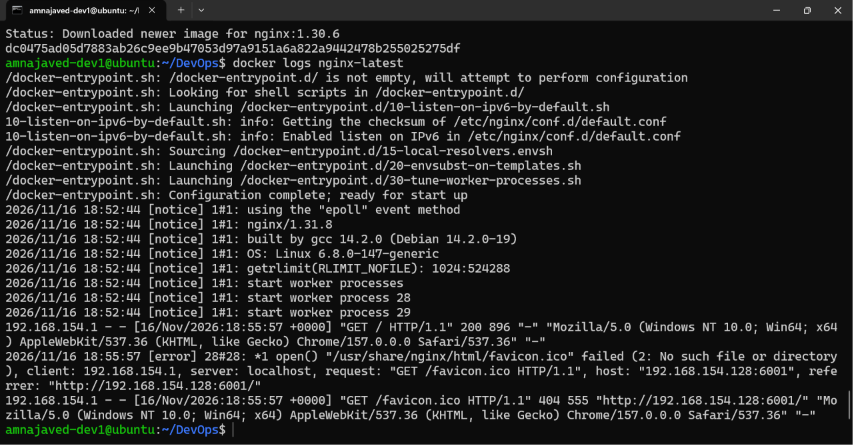 amnajaved-dev1@ubuntu: ~/I
Status: Downloaded newer image for nginx:1.30.6
dc0475ad05d7883ab26c9ee9b47053d97a9151a6a822a9442478b255025275df
amnajaved-dev1@ubuntu:~/DevOps$ docker logs nginx-latest
/docker-entrypoint.sh: /docker-entrypoint.d/ is not empty, will attempt to perform configuration
/docker-entrypoint.sh: Looking for shell scripts in /docker-entrypoint.d/
/docker-entrypoint.sh: Launching /docker-entrypoint.d/10-listen-on-ipv6-by-default.sh
10-listen-on-ipv6-by-default.sh: info: Getting the checksum of /etc/nginx/conf.d/default.conf
10-listen-on-ipv6-by-default.sh: info: Enabled listen on IPv6 in /etc/nginx/conf.d/default.conf
/docker-entrypoint.sh: Sourcing /docker-entrypoint.d/15-local-resolvers.envsh
/docker-entrypoint.sh: Launching /docker-entrypoint.d/20-envsubst-on-templates.sh
/docker-entrypoint.sh: Launching /docker-entrypoint.d/30-tune-worker-processes.sh
/docker-entrypoint.sh: Configuration complete; ready for start up
2026/11/16 18:52:44 [notice] 1#1: using the "epoll" event method
2026/11/16 18:52:44 [notice] 1#1: nginx/1.31.8
2026/11/16 18:52:44 [notice] 1#1: built by gcc 14.2.0 (Debian 14.2.0-19)
2026/11/16 18:52:44 [notice] 1#1: OS: Linux 6.8.0-147-generic
2026/11/16 18:52:44 [notice] 1#1: getrlimit(RLIMIT_NOFILE): 1024:524288
2026/11/16 18:52:44 [notice] 1#1: start worker processes
2026/11/16 18:52:44 [notice] 1#1: start worker process 28
2026/11/16 18:52:44 [notice] 1#1: start worker process 29
192.168.154.1 - - [16/Nov/2026:18:55:57 +0000] "GET / HTTP/1.1" 200 896 "-" "Mozilla/5.0 (Windows NT 10.0; Win64; x64
) AppleWebKit/537.36 (KHTML, like Gecko) Chrome/157.0.0.0 Safari/537.36" "-"
2026/11/16 18:55:57 [error] 28#28: *1 open() "/usr/share/nginx/html/favicon.ico" failed (2: No such file or directory
), client: 192.168.154.1, server: localhost, request: "GET /favicon.ico HTTP/1.1", host: "192.168.154.128:6001", refe
rrer: "http://192.168.154.128:6001/"
192.168.154.1 - - [16/Nov/2026:18:55:57 +0000] "GET /favicon.ico HTTP/1.1" 404 555 "http://192.168.154.128:6001/" "Mo
zilla/5.0 (Windows NT 10.0; Win64; x64) AppleWebKit/537.36 (KHTML, like Gecko) Chrome/157.0.0.0 Safari/537.36" "-"
amnajaved-dev1@ubuntu:~/DevOps$